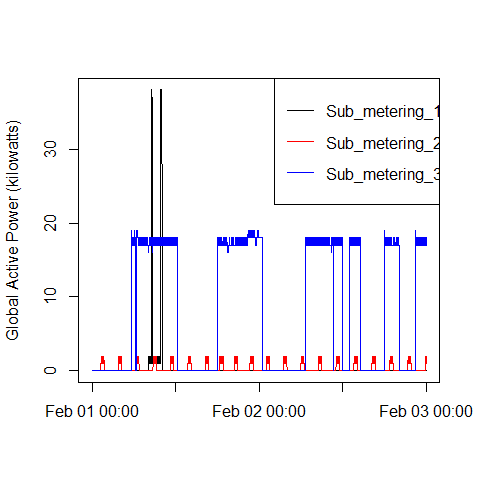 Global Active Power (kilowatts)
30
20
10
0
Sub_metering_1
Sub_metering_2
Sub_metering_3
Feb 01 00:00
Feb 02 00:00
Feb 03 00:00